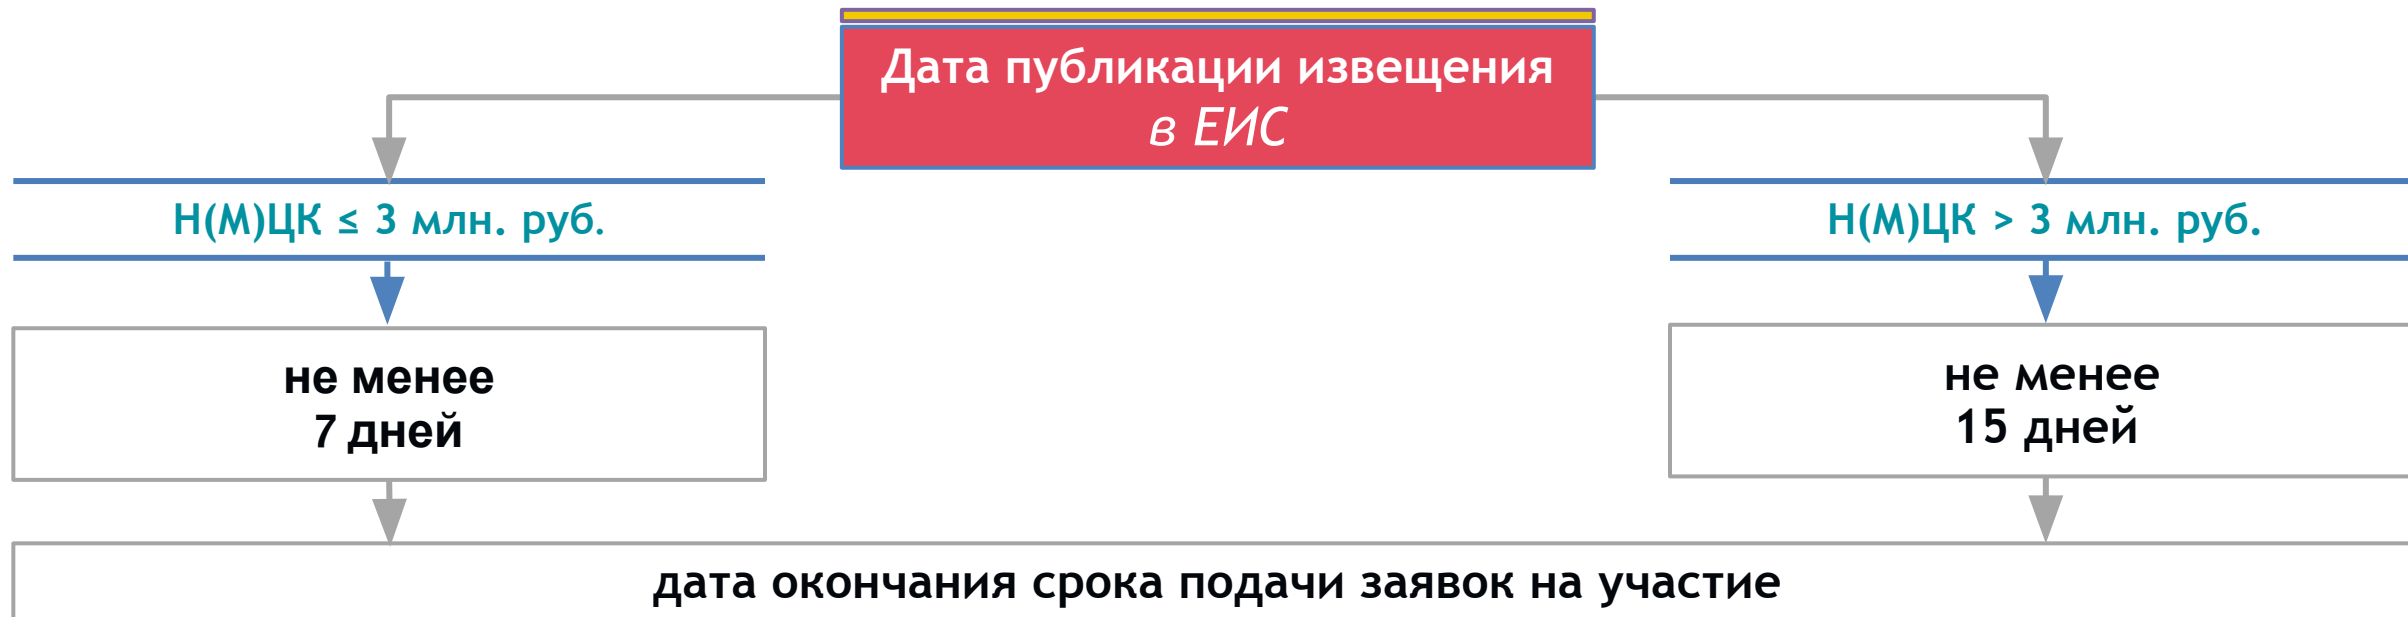 Дата публикации извещения
в ЕИС
Н(М)ЦК ≤ 3 млн. руб.
Н(М)ЦК > 3 млн. руб.
не менее
7 дней
не менее
15 дней
дата окончания срока подачи заявок на участие